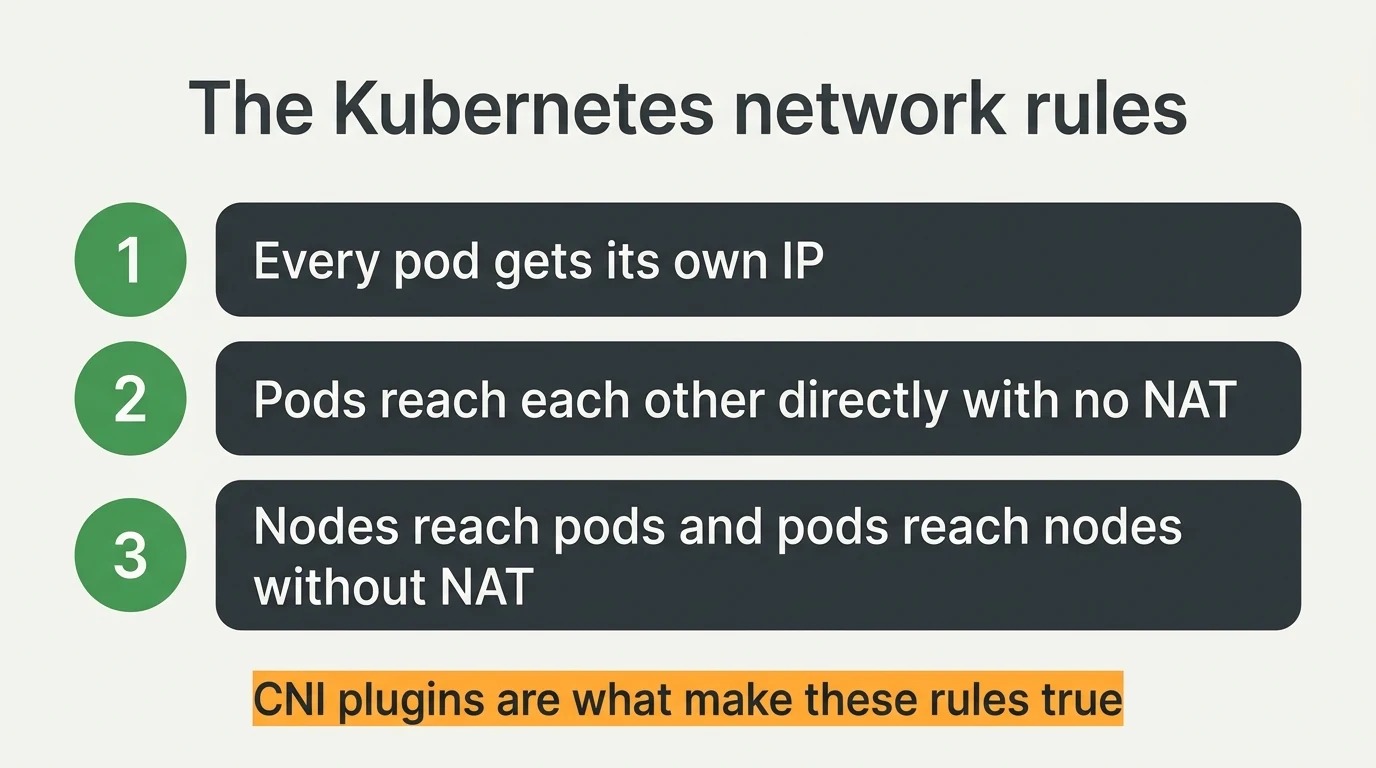 The Kubernetes network rules
1
Every pod gets its own IP
2
Pods reach each other directly with no NAT
3
Nodes reach pods and pods reach nodes
without NAT
CNI plugins are what make these rules true